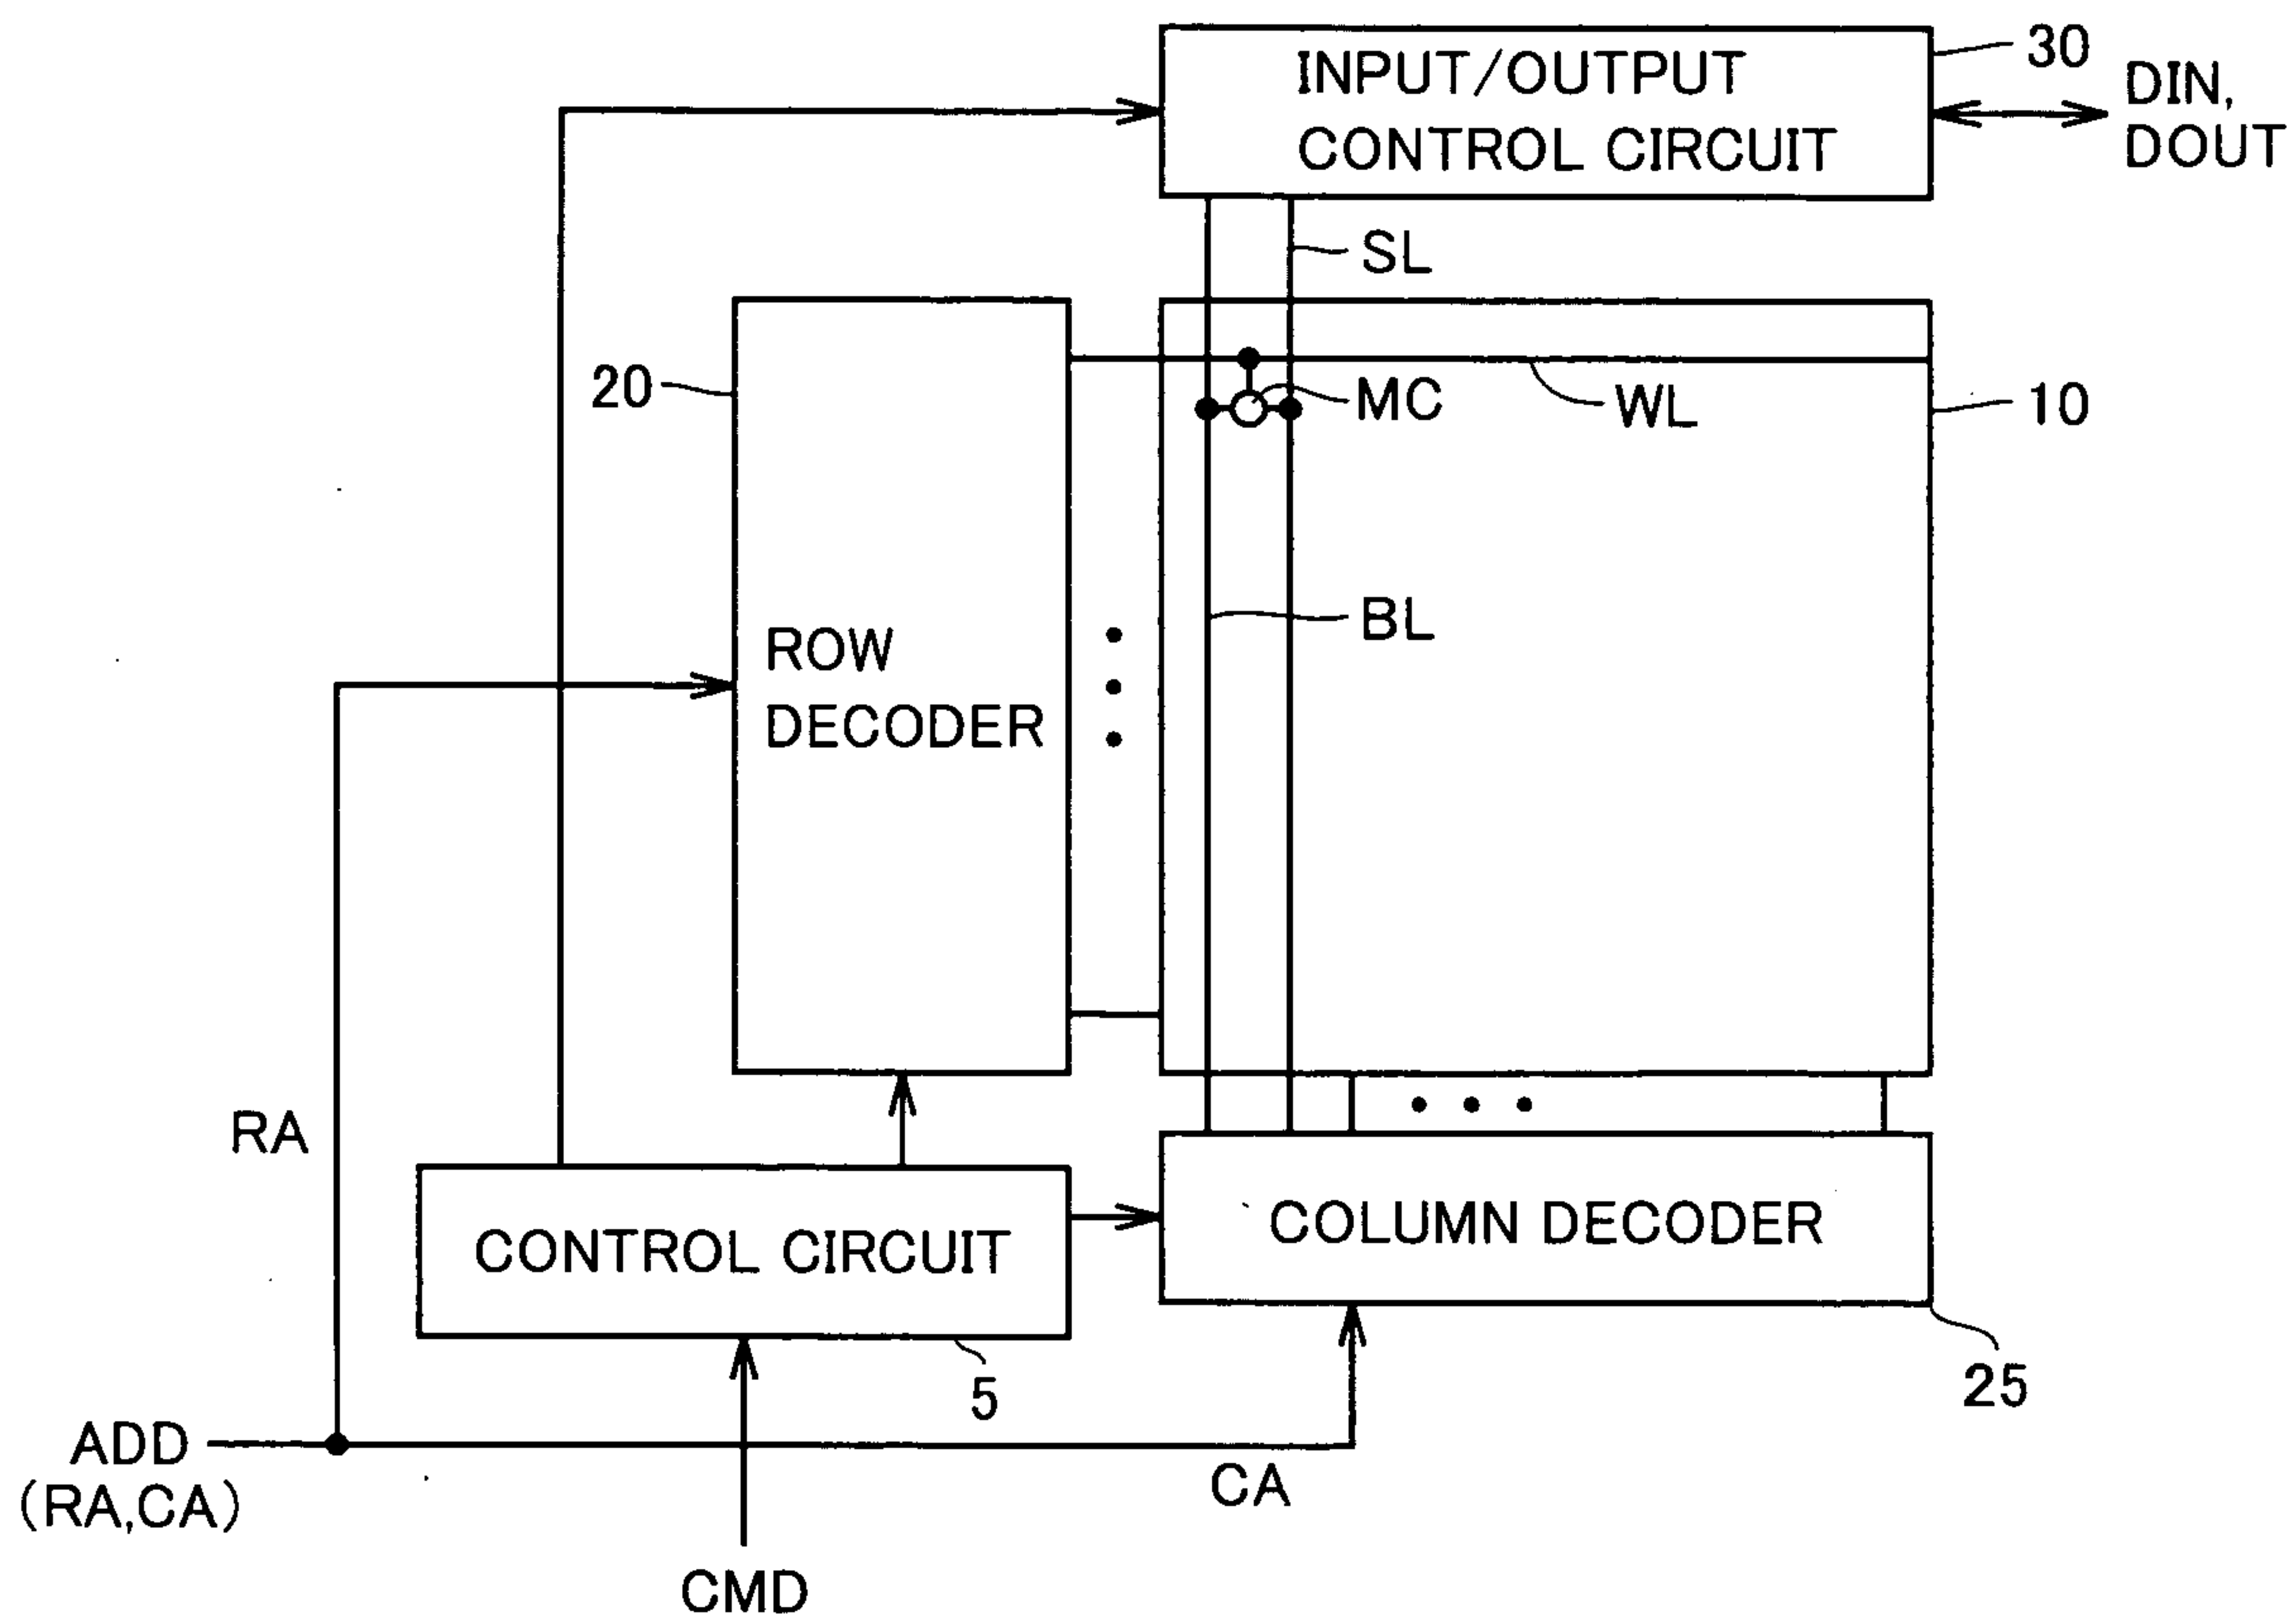 INPUT/OUTPUT
CONTROL CIRCUIT
30
DIN,
DOUT
SL
20
MC
WL
10
BL
ROW
DECODER
RA
CONTROL CIRCUIT
COLUMN DECODER
5
25
ADD
(RA,CA)
CA
CMD